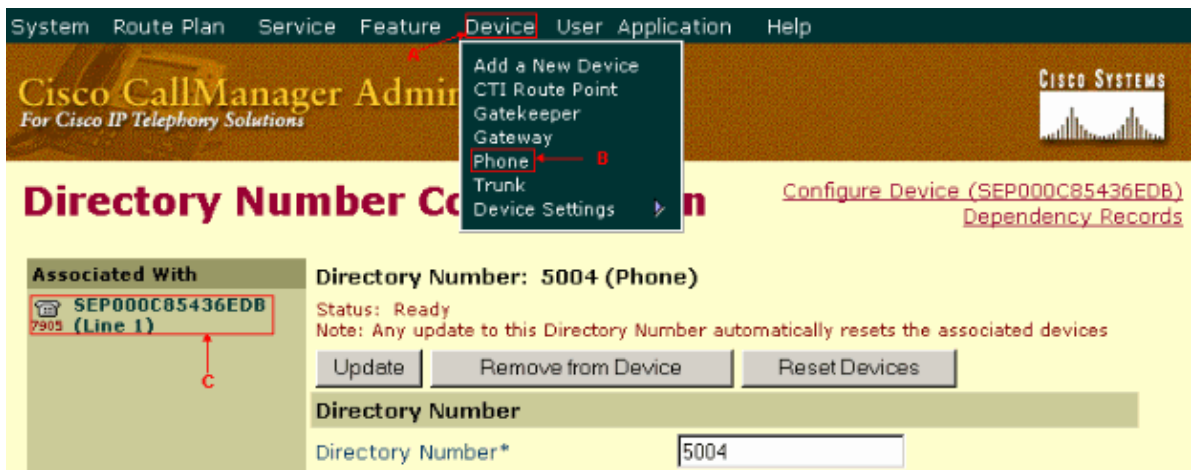 System Route Plan Service Feature Device User Application Help
A
Add a New Device
CTI Route Point
Gatekeeper
Gateway
Phone B
Trunk
Device Settings
Cisco CallManager Admin
For Cisco IP Telephony Solutions
CISCO SYSTEMS
Directory Number Co n
Configure Device (SEP000C85436EDB)
Dependency Records
Associated With
SEP000C85436EDB
7905 (Line 1)
C
Directory Number: 5004 (Phone)
Status: Ready
Note: Any update to this Directory Number automatically resets the associated devices
Update Remove from Device Reset Devices
Directory Number
Directory Number* 5004